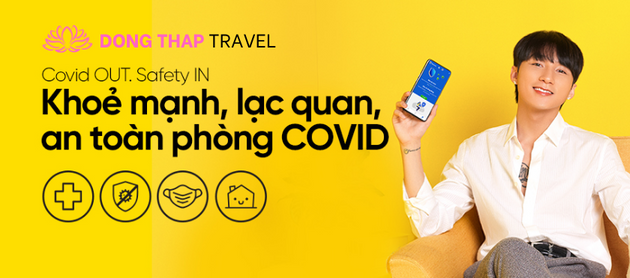 DONG THAP TRAVEL
Covid OUT. Safety IN
Khoẻ mạnh, lạc quan,
an toàn phòng COVID